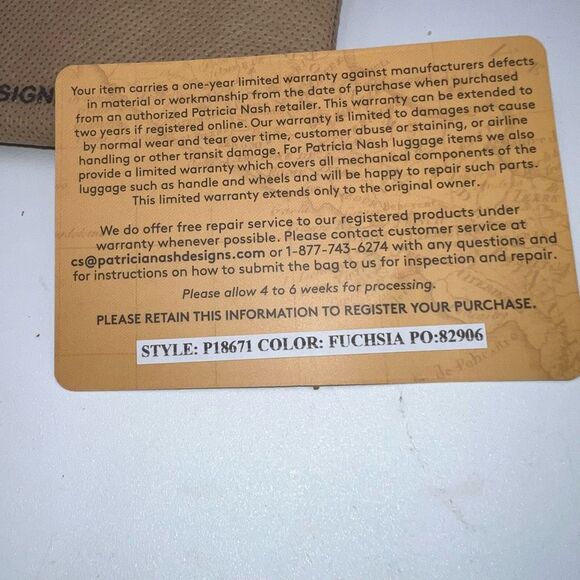 SIGN
Your item carries a one-year limited warranty against manufacturers defects
in material or workmanship from the date of purchase when purchased
from an authorized Patricia Nash retailer. This warranty can be extended to
two years if registered online. Our warranty is limited to damages not cause
by normal wear and tear over time, customer abuse or staining, or airline
handling or other transit damage. For Patricia Nash luggage items we also
provide a limited warranty which covers all mechanical components of the
luggage such as handle and wheels and will be happy to repair such parts.
This limited warranty extends only to the original owner.
We do offer free repair service to our registered products under
warranty whenever possible. Please contact customer service at
cs@patricianashdesigns.com or 1-877-743-6274 with any questions and
for instructions on how to submit the bag to us for inspection and repair.
Please allow 4 to 6 weeks for processing.
PLEASE RETAIN THIS INFORMATION TO REGISTER YOUR PURCHASE.
STYLE: P18671 COLOR: FUCHSIA PO:82906